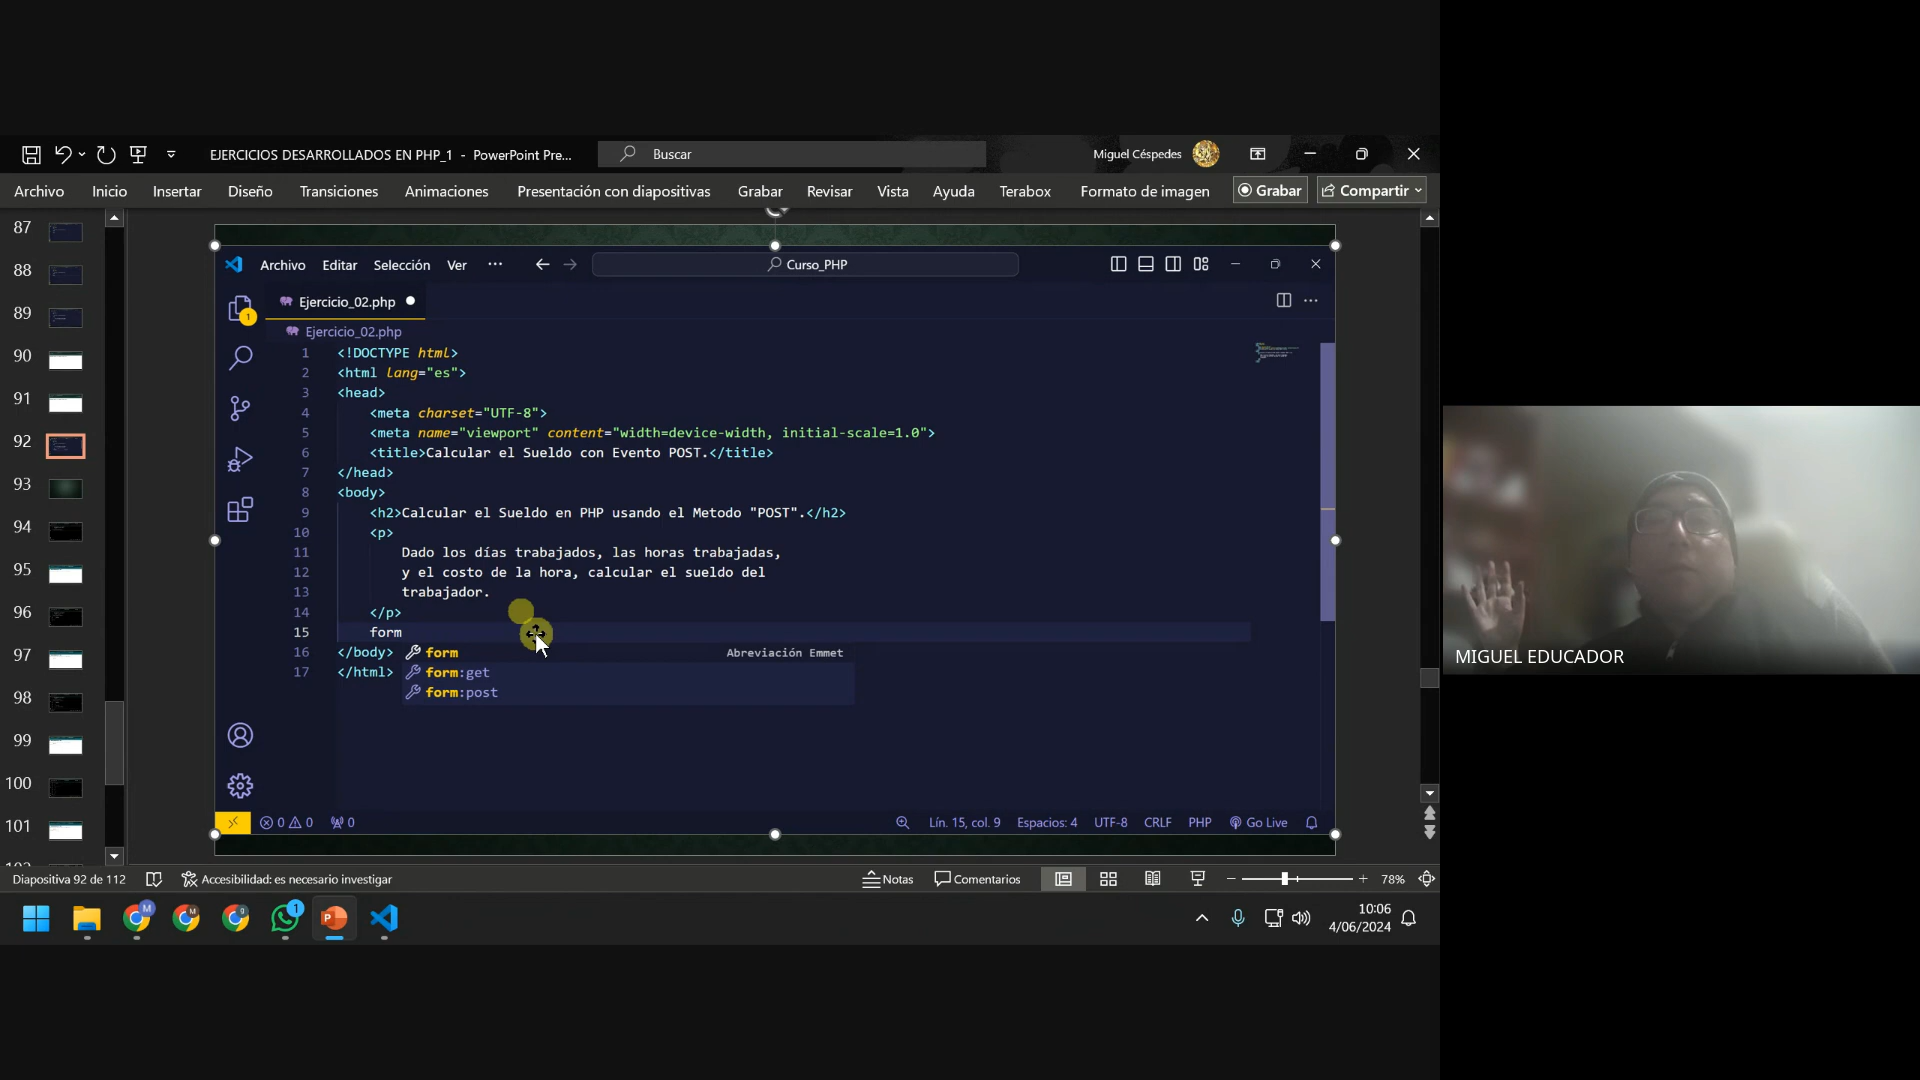 EJERCICIOS DESARROLLADOS EN PHP_1 - PowerPoint Pre...
Buscar
Miguel Céspedes
Archivo Inicio Insertar Diseño Transiciones Animaciones Presentación con diapositivas Grabar Revisar Vista Ayuda Terabox Formato de imagen Grabar Compartir
87
88
89
90
91
92
93
94
95
96
97
98
99
100
101
Archivo Editar Selección Ver ...
Curso_PHP
Ejercicio_02.php
1
Ejercicio_02.php
1 <!DOCTYPE html>
2 <html lang="es">
3 <head>
4 <meta charset="UTF-8">
5 <meta name="viewport" content="width=device-width, initial-scale=1.0">
6 <title>Calcular el Sueldo con Evento POST.</title>
7 </head>
8 <body>
9 <h2>Calcular el Sueldo en PHP usando el Metodo "POST".</h2>
10 <p>
11 Dado los días trabajados, las horas trabajadas,
12 y el costo de la hora, calcular el sueldo del
13 trabajador.
14 </p>
15 form
16 </body>
17 </html>
form Abreviación Emmet
form:get
form:post
0 0 0
Lín. 15, col. 9 Espacios: 4 UTF-8 CRLF PHP Go Live
Diapositiva 92 de 112
Accesibilidad: es necesario investigar
Notas Comentarios
78%
M M g 1 P
10:06
4/06/2024
MIGUEL EDUCADOR